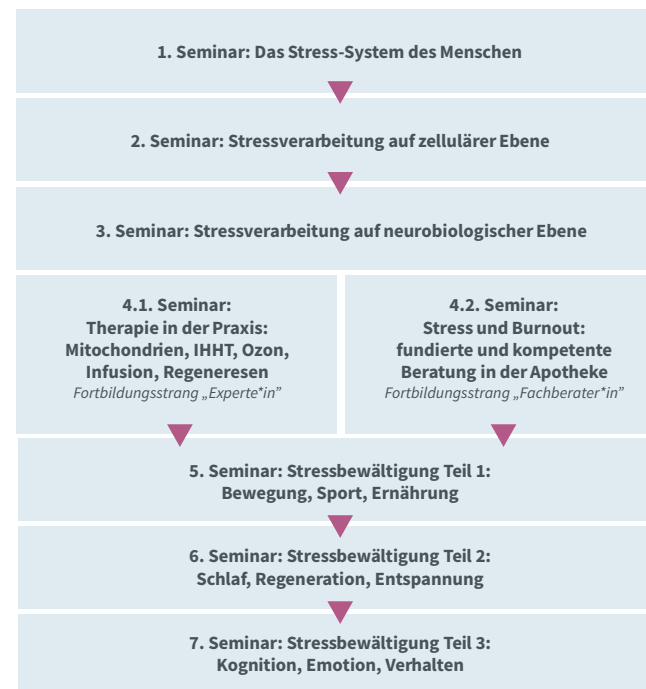 1. Seminar: Das Stress-System des Menschen
2. Seminar: Stressverarbeitung auf zellulärer Ebene
3. Seminar: Stressverarbeitung auf neurobiologischer Ebene
4.1. Seminar:
Therapie in der Praxis:
Mitochondrien, IHHT, Ozon,
Infusion, Regeneresen
Fortbildungsstrang „Experte*in”
4.2. Seminar:
Stress und Burnout:
fundierte und kompetente
Beratung in der Apotheke
Fortbildungsstrang „Fachberater*in”
5. Seminar: Stressbewältigung Teil 1:
Bewegung, Sport, Ernährung
6. Seminar: Stressbewältigung Teil 2:
Schlaf, Regeneration, Entspannung
7. Seminar: Stressbewältigung Teil 3:
Kognition, Emotion, Verhalten